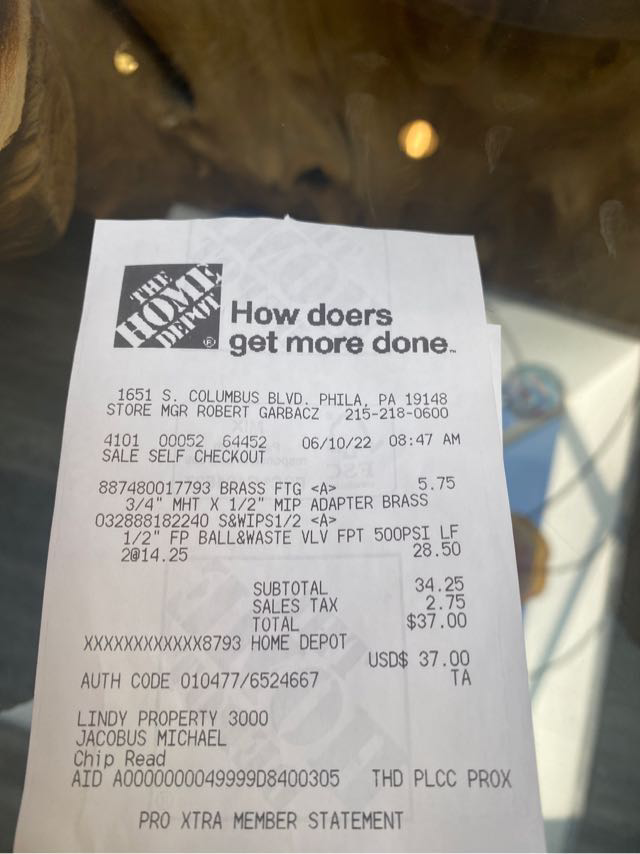 THE
HOME
DEPOT
®
How doers
get more done™
1651 S. COLUMBUS BLVD. PHILA, PA 19148
STORE MGR ROBERT GARBACZ 215-218-0600
4101 00052 64452 06/10/22 08:47 AM
SALE SELF CHECKOUT
887480017793 BRASS FTG <A> 5.75
3/4" MHT X 1/2" MIP ADAPTER BRASS
032888182240 S&WIPS1/2 <A>
1/2" FP BALL&WASTE VLV FPT 500PSI LF
2@14.25 28.50
SUBTOTAL 34.25
SALES TAX 2.75
TOTAL $37.00
XXXXXXXXXXXX8793 HOME DEPOT
USD$ 37.00
AUTH CODE 010477/6524667 TA
LINDY PROPERTY 3000
JACOBUS MICHAEL
Chip Read
AID A0000000049999D8400305 THD PLCC PROX
PRO XTRA MEMBER STATEMENT